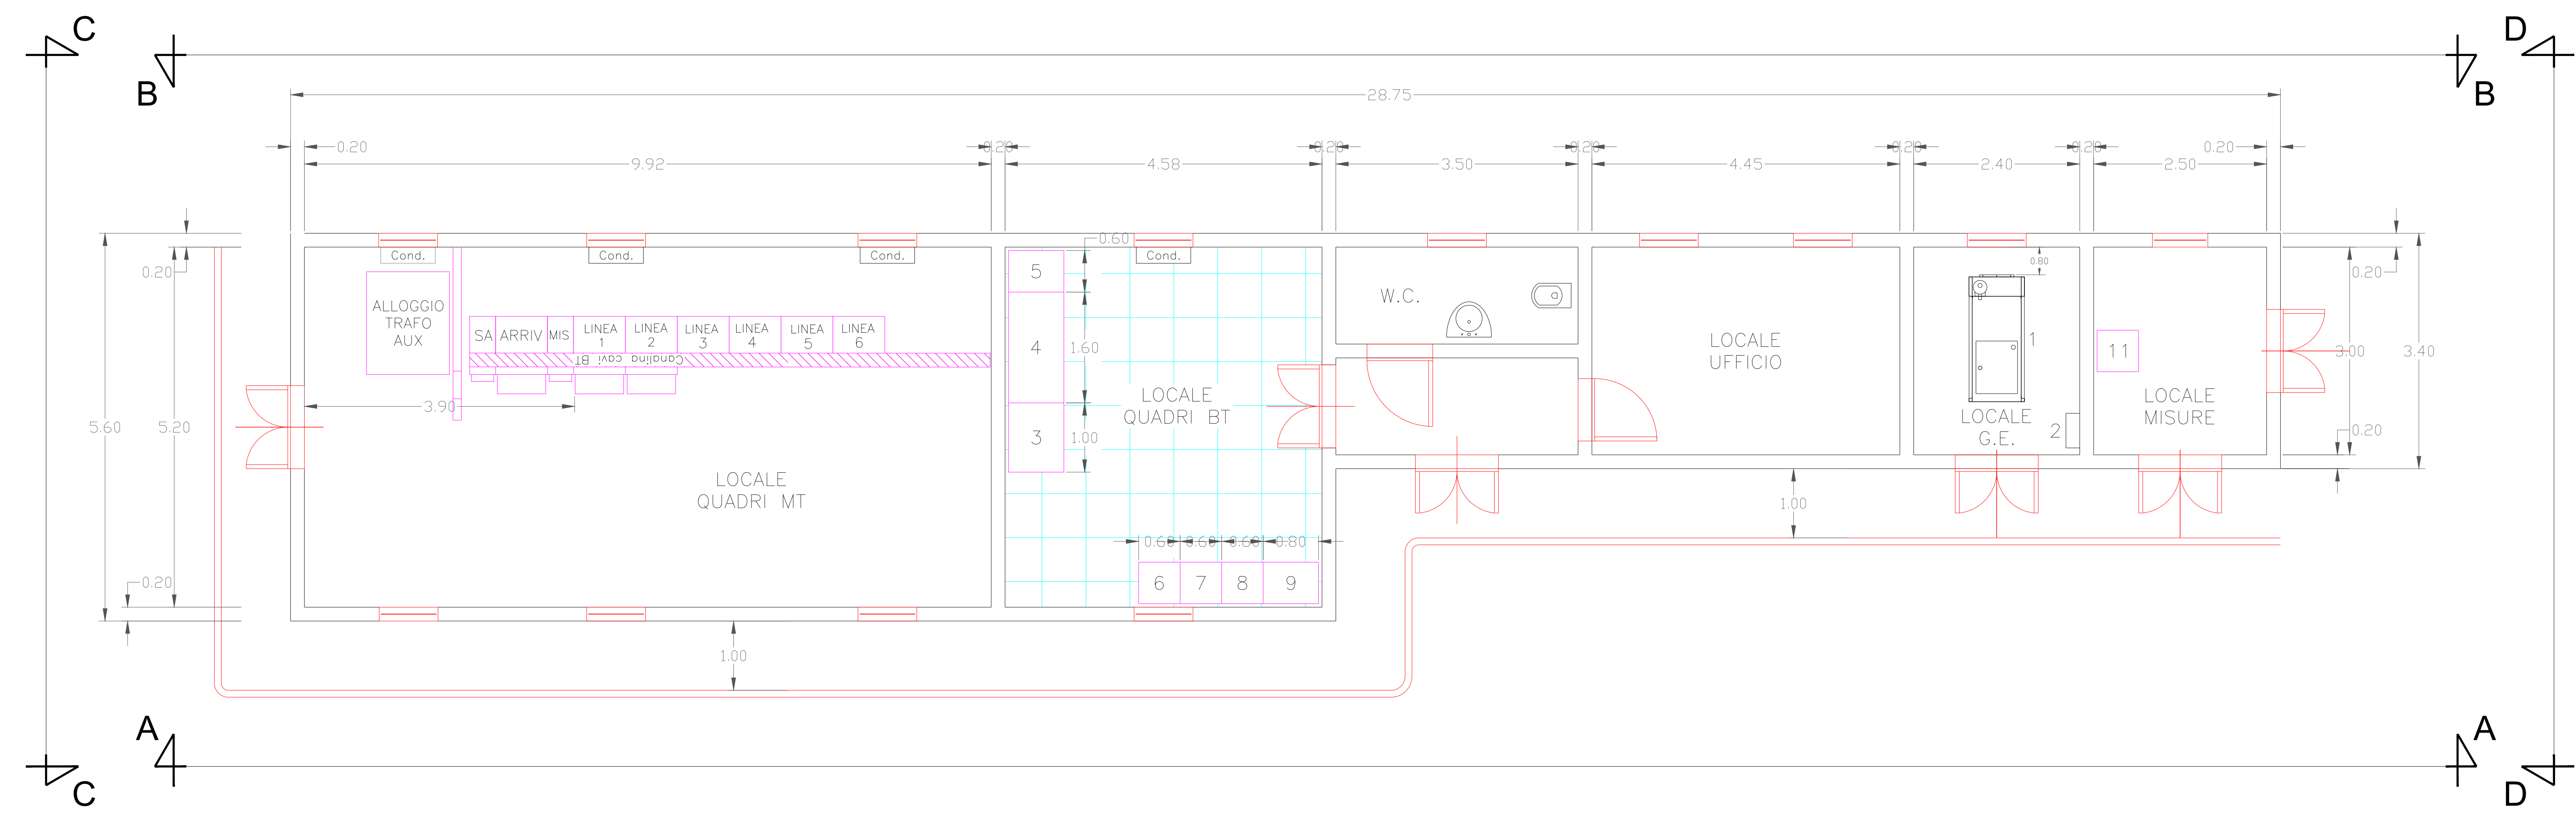 C
D
B
B
28.75
0.20
0.20
0.20
0.20
0.20
0.20
0.20
9.92
4.58
3.50
4.45
2.40
2.50
Cond.
Cond.
Cond.
Cond.
0.60
0.80
0.20
0.20
ALLOGGIO
TRAFO
AUX
SA
ARRIV
MIS
LINEA
1
LINEA
2
LINEA
3
LINEA
4
LINEA
5
LINEA
6
Canalina cavi BT
5
4
3
1.60
1.00
W.C.
LOCALE
UFFICIO
1
11
3.00
3.40
3.90
5.60
5.20
LOCALE
QUADRI BT
LOCALE
G.E.
2
LOCALE
MISURE
0.20
LOCALE
QUADRI MT
1.00
0.60
0.60
0.60
0.80
6
7
8
9
0.20
1.00
A
A
C
D